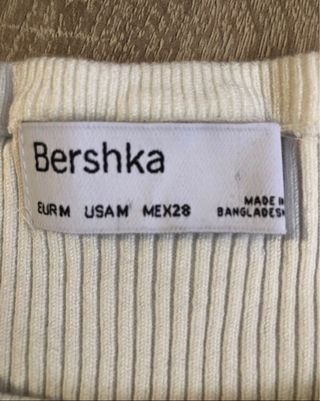 Bershka
EUR M USA M MEX 28
MADE IN
BANGLADESH